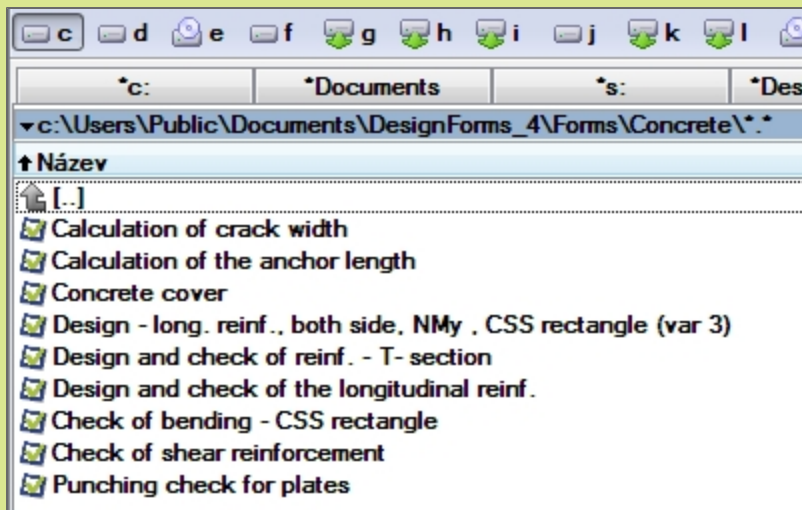 c d e f g h i j k l
*c: *Documents *s: *Des
c:\Users\Public\Documents\DesignForms_4\Forms\Concrete\*.*
Název
[..]
Calculation of crack width
Calculation of the anchor length
Concrete cover
Design - long. reinf., both side, NMy , CSS rectangle (var 3)
Design and check of reinf. - T- section
Design and check of the longitudinal reinf.
Check of bending - CSS rectangle
Check of shear reinforcement
Punching check for plates